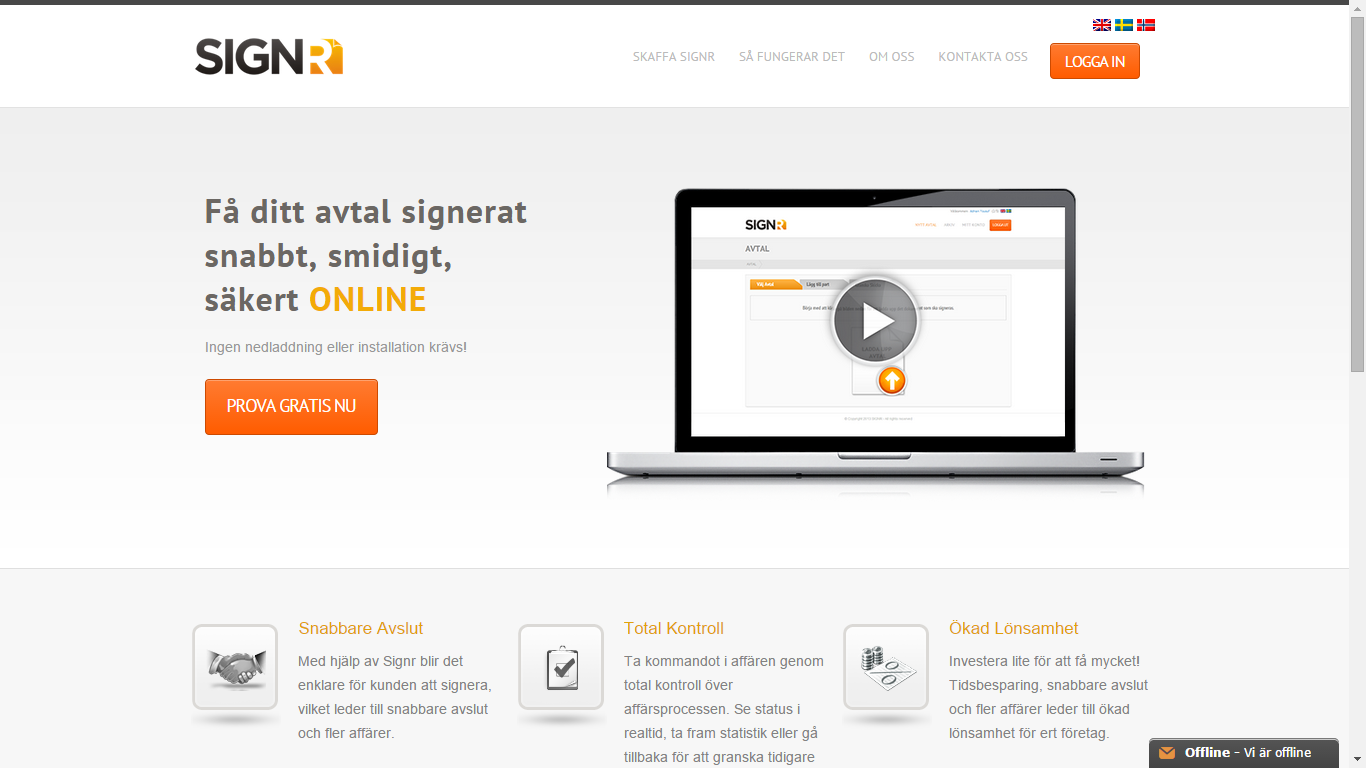 SIGNR
SKAFFA SIGNR
SÅ FUNGERAR DET
OM OSS
KONTAKTA OSS
LOGGA IN
Få ditt avtal signerat
snabbt, smidigt,
säkert ONLINE
Ingen nedladdning eller installation krävs!
PROVA GRATIS NU
SIGNR
AVTAL
Välj Avtal
Lägg till part
Snabbare Avslut
Med hjälp av Signr blir det
enklare för kunden att signera,
vilket leder till snabbare avslut
och fler affärer.
Total Kontroll
Ta kommandot i affären genom
total kontroll över
affärsprocessen. Se status i
realtid, ta fram statistik eller gå
tillbaka för att granska tidigare
Ökad Lönsamhet
Investera lite för att få mycket!
Tidsbesparing, snabbare avslut
och fler affärer leder till ökad
lönsamhet för ert företag.
Offline - Vi är offline